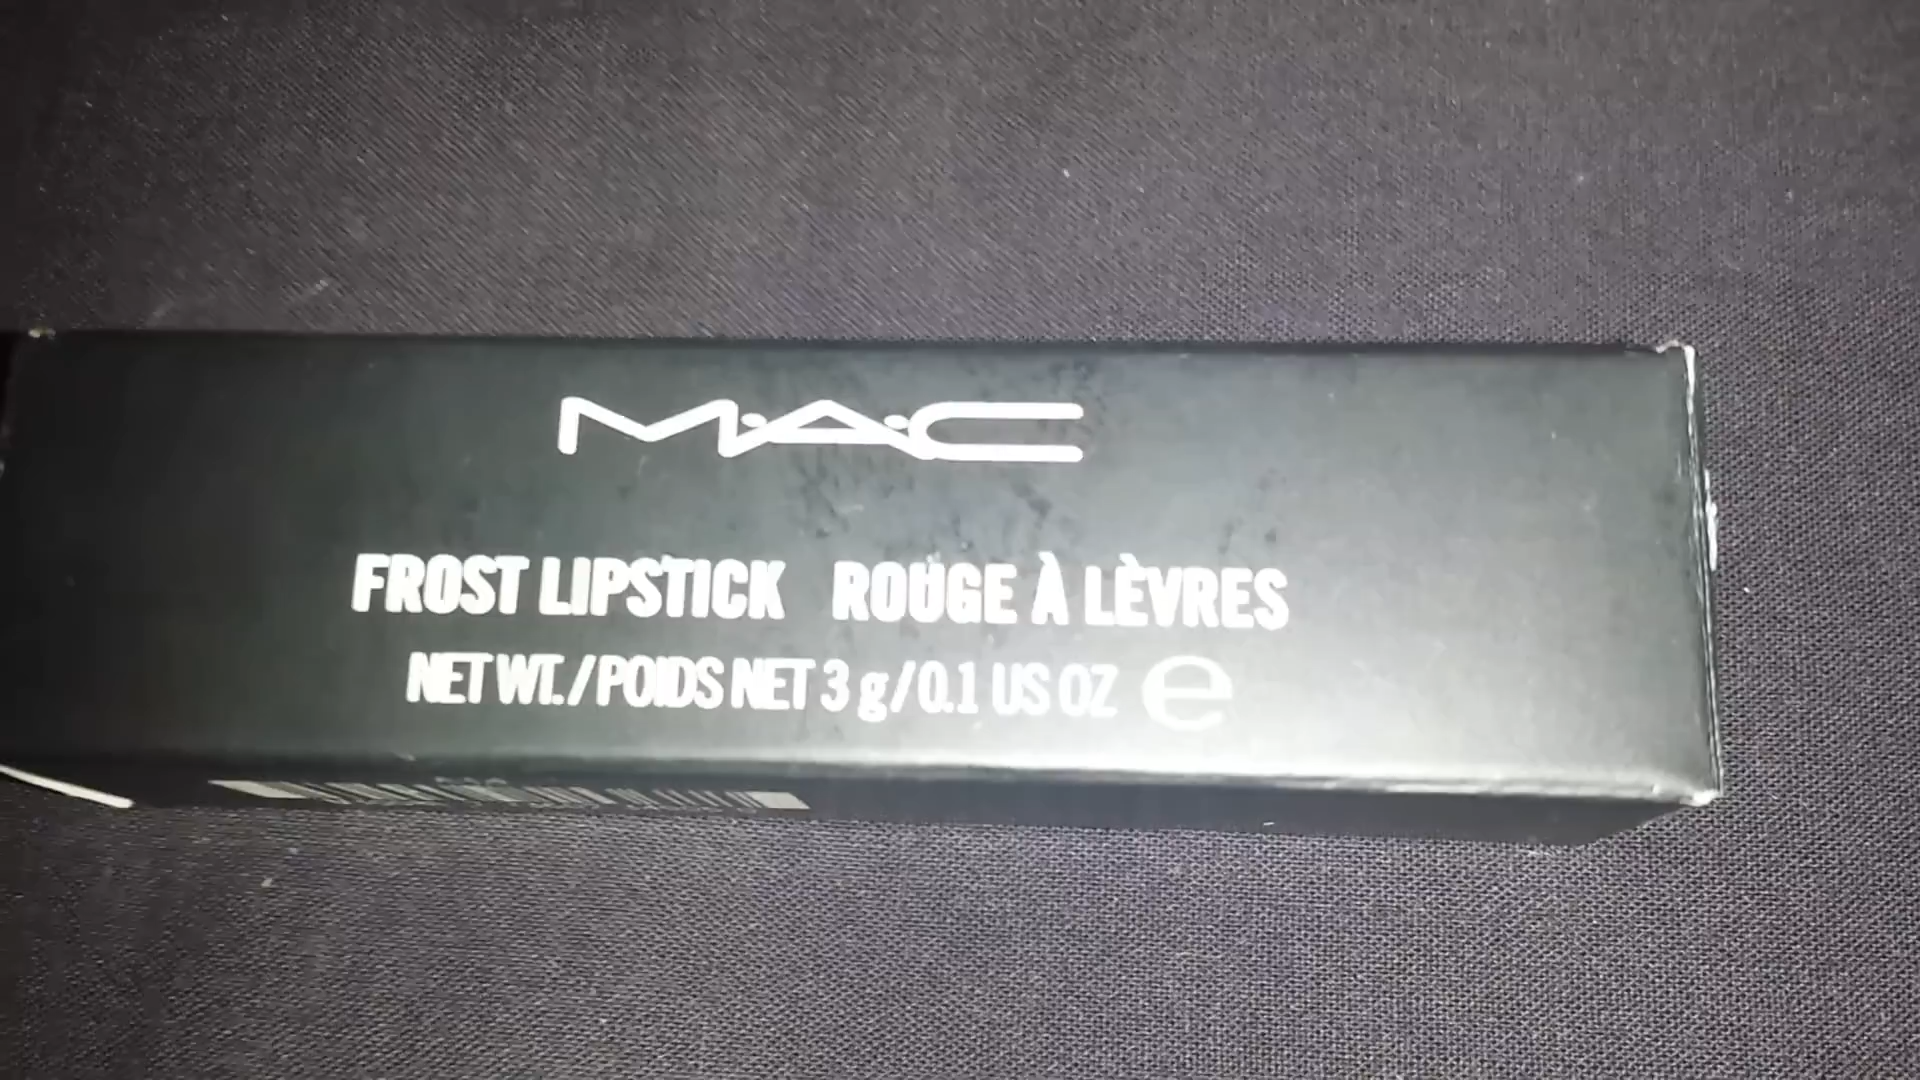 M·A·C
FROST LIPSTICK ROUGE À LÈVRES
NET WT./POIDS NET 3 g/0.1 US OZ ℮